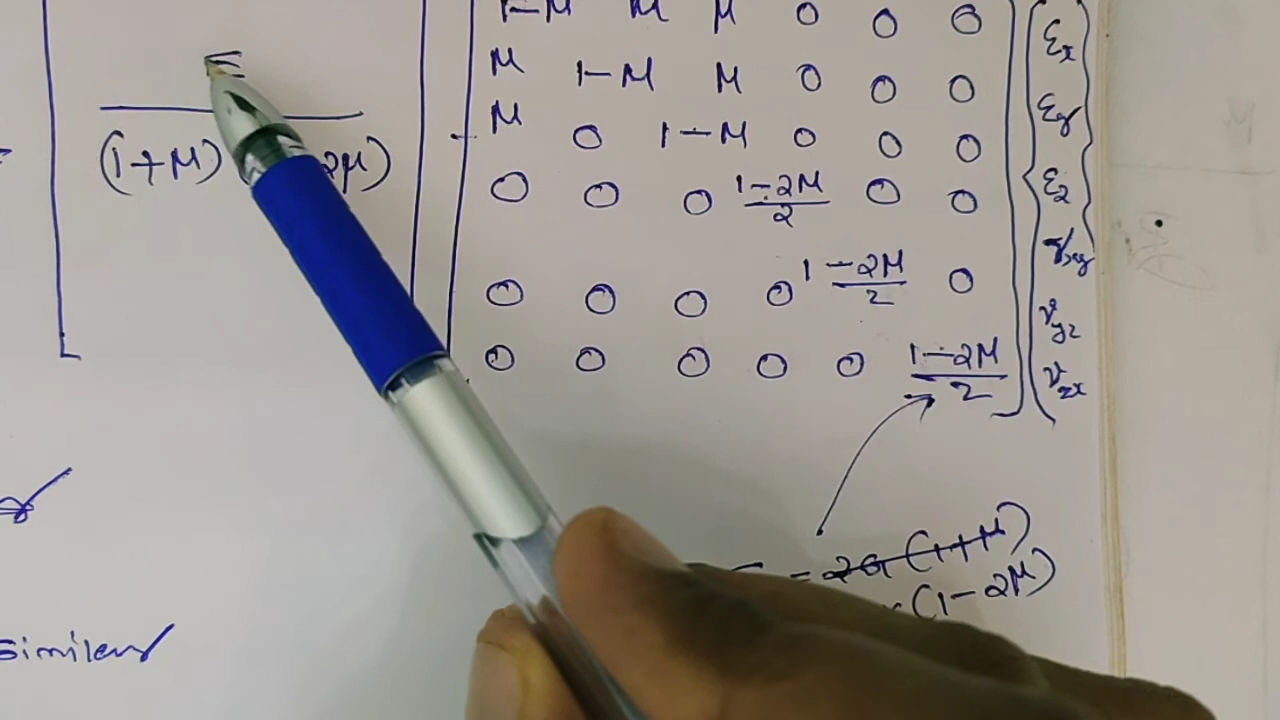 1-μ μ μ 0 0 0 εx
E μ 1-μ μ 0 0 0 εy
(1+μ) 2μ) μ 0 1-μ 0 0 0 εz
0 0 0 1-2μ/2 0 0 γxy
0 0 0 0 1-2μ/2 0 γyz
0 0 0 0 0 1-2μ/2 γzx
= 2G(1+μ)
(1-2μ)